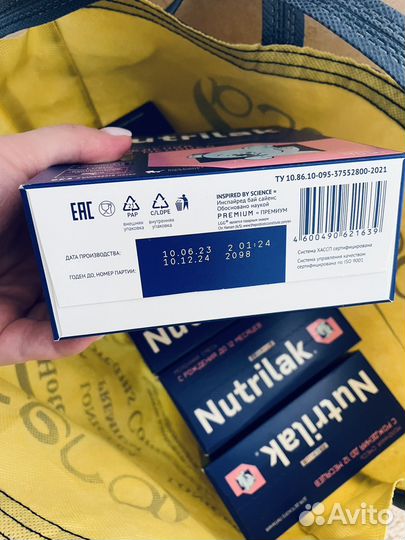 Nutrilak
ТУ 10.86.10-095-37552800-2021
EAC
21
PAP
C/LDPE
внешняя упаковка
внутренняя упаковка
INSPIRED BY SCIENCE =
Инспайред бай сайенс
Обосновано наукой
PREMIUM = ПРЕМИУМ
4600490621639
Система ХАССП сертифицирована
Система управления качеством
сертифицирована по ISO 9001
ДАТА ПРОИЗВОДСТВА:
10.06.23 2 01:24
ГОДЕН ДО, НОМЕР ПАРТИИ:
10.12.24 2098
С РОЖДЕНИЯ ДО 12 МЕСЯЦЕВ
Nutrilak
Nutrilak
С РОЖДЕНИЯ ДО 12 МЕСЯЦЕВ
Avito